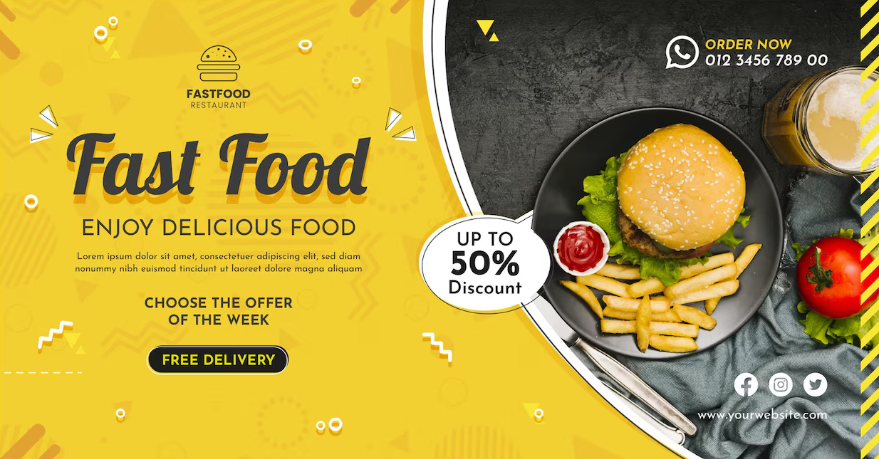 FASTFOOD
RESTAURANT
Fast Food
ENJOY DELICIOUS FOOD
Lorem ipsum dolor sit amet, consectetuer adipiscing elit, sed diam
nonummy nibh euismod tincidunt ut laoreet dolore magna aliquam
CHOOSE THE OFFER
OF THE WEEK
FREE DELIVERY
UP TO
50%
Discount
ORDER NOW
012 3456 789 00
www.yourwebsite.com